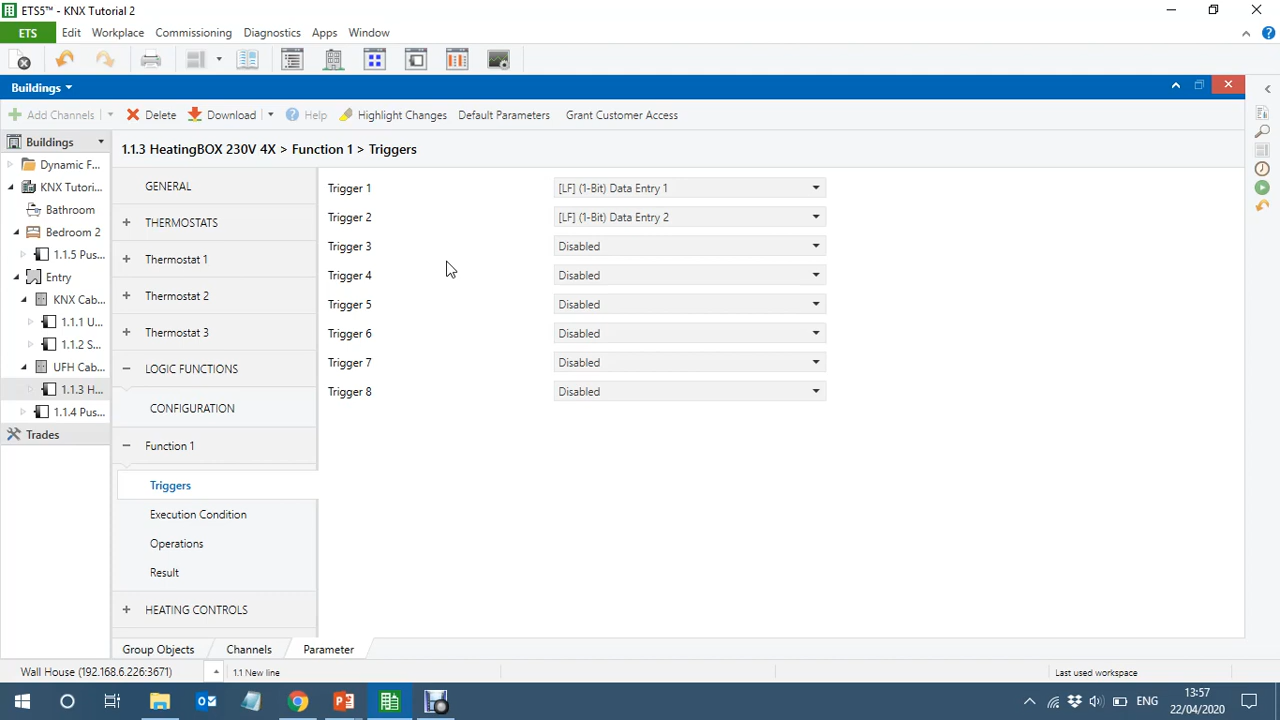 ETS5™ - KNX Tutorial 2
ETS Edit Workplace Commissioning Diagnostics Apps Window
Buildings
Add Channels Delete Download Help Highlight Changes Default Parameters Grant Customer Access
Buildings
1.1.3 HeatingBOX 230V 4X > Function 1 > Triggers
Dynamic F...
KNX Tutori...
Bathroom
Bedroom 2
1.1.5 Pus...
Entry
KNX Cab...
1.1.1 U...
1.1.2 S...
UFH Cab...
1.1.3 H...
1.1.4 Pus...
Trades
GENERAL
THERMOSTATS
Thermostat 1
Thermostat 2
Thermostat 3
LOGIC FUNCTIONS
CONFIGURATION
Function 1
Triggers
Execution Condition
Operations
Result
HEATING CONTROLS
Trigger 1 [LF] (1-Bit) Data Entry 1
Trigger 2 [LF] (1-Bit) Data Entry 2
Trigger 3 Disabled
Trigger 4 Disabled
Trigger 5 Disabled
Trigger 6 Disabled
Trigger 7 Disabled
Trigger 8 Disabled
Group Objects Channels Parameter
Wall House (192.168.6.226:3671) 1.1 New line Last used workspace
ENG 13:57
22/04/2020